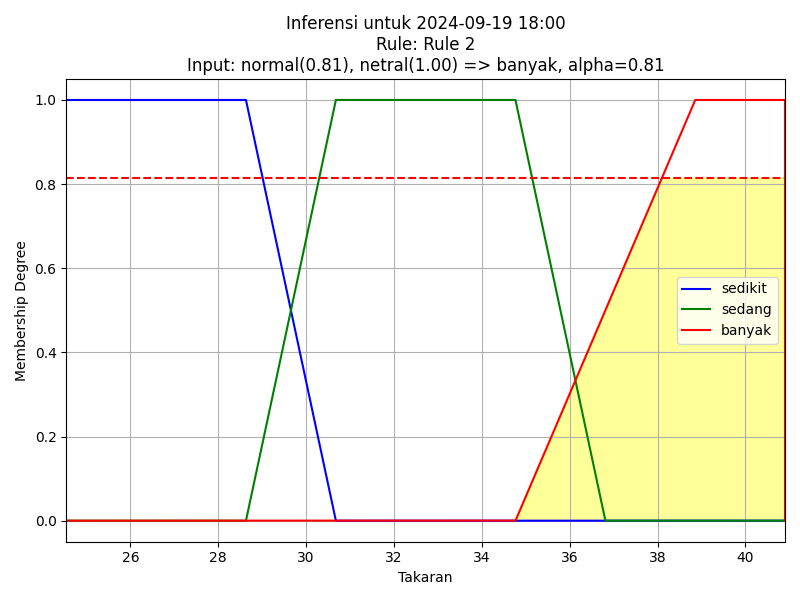 Inferensi untuk 2024-09-19 18:00
Rule: Rule 2
Input: normal(0.81), netral(1.00) => banyak, alpha=0.81
Membership Degree
1.0
0.8
0.6
0.4
0.2
0.0
sedikit
sedang
banyak
26 28 30 32 34 36 38 40
Takaran